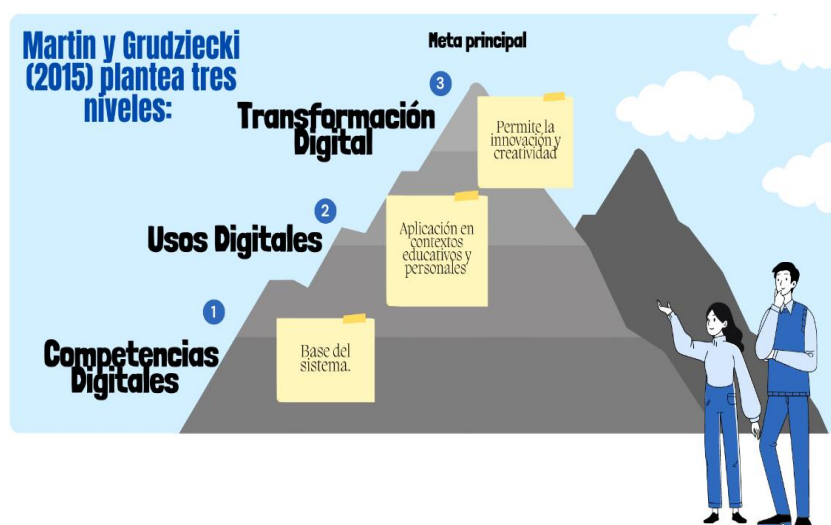 Martin y Grudziecki
(2015) plantea tres
niveles:
Meta principal
3
Transformación
Digital
Permite la
innovación y
creatividad
2
Usos Digitales
Aplicación en
contextos
educativos y
personales
1
Competencias
Digitales
Base del
sistema.